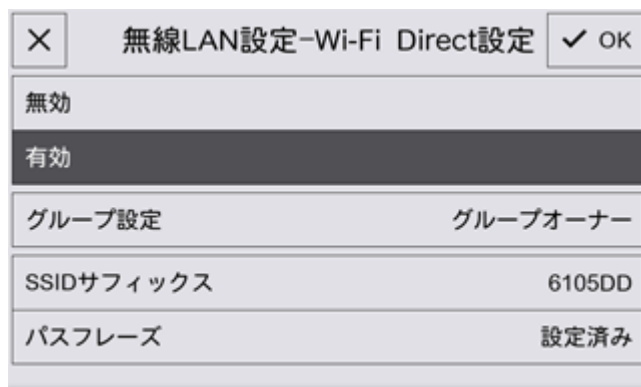 × 無線LAN設定-Wi-Fi Direct設定 ✓ OK
無効
有効
グループ設定 グループオーナー
SSIDサフィックス 6105DD
パスフレーズ 設定済み